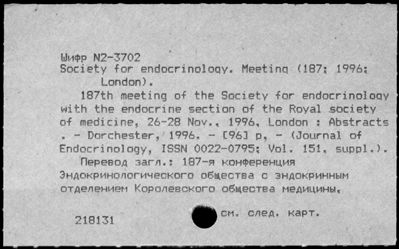 Шифр N2-3702
Society for endocrinology. Meeting (187; 1996;
London).
187th meeting of the Society for endocrinology
with the endocrine section of the Royal society
of medicine, 26-28 Nov., 1996, London : Abstracts
. - Dorchester, 1996. - [96] p. - (Journal of
Endocrinology, ISSN 0022-0795; Vol. 151, suppl.).
Перевод загл.: 187-я конференция
Эндокринологического общества с эндокринным
отделением Королевского общества медицины,
218131
см. след. карт.